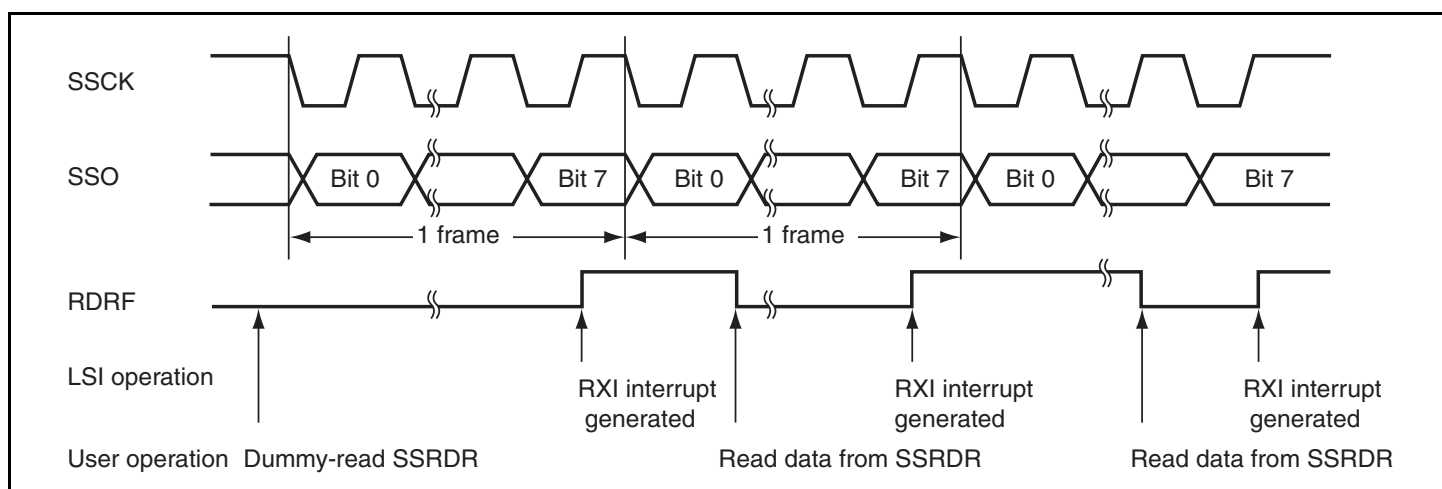 SSCK
SSO
Bit 0
Bit 7
Bit 0
Bit 7
Bit 0
Bit 7
1 frame
1 frame
RDRF
LSI operation
RXI interrupt
generated
RXI interrupt
generated
RXI interrupt
generated
User operation
Dummy-read SSRDR
Read data from SSRDR
Read data from SSRDR